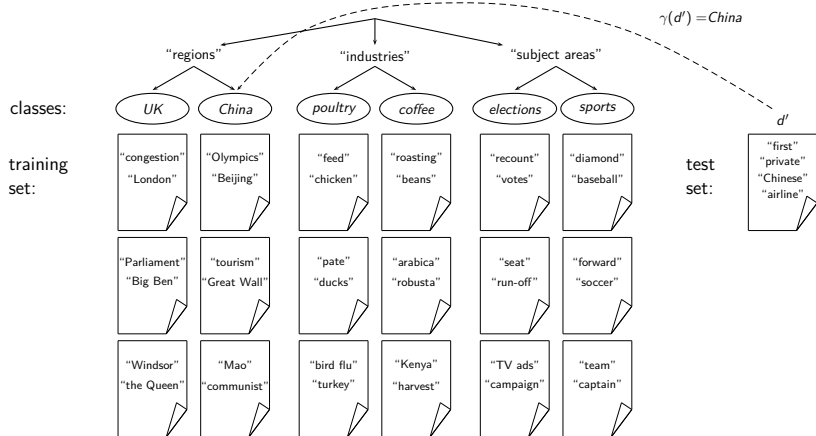 γ(d′) =China
“regions” “industries” “subject areas”
classes: UK China poultry coffee elections sports
d′
training
set:
“congestion”
“London”
“Olympics”
“Beijing”
“feed”
“chicken”
“roasting”
“beans”
“recount”
“votes”
“diamond”
“baseball”
test
set:
“first”
“private”
“Chinese”
“airline”
“Parliament”
“Big Ben”
“tourism”
“Great Wall”
“pate”
“ducks”
“arabica”
“robusta”
“seat”
“run-off”
“forward”
“soccer”
“Windsor”
“the Queen”
“Mao”
“communist”
“bird flu”
“turkey”
“Kenya”
“harvest”
“TV ads”
“campaign”
“team”
“captain”